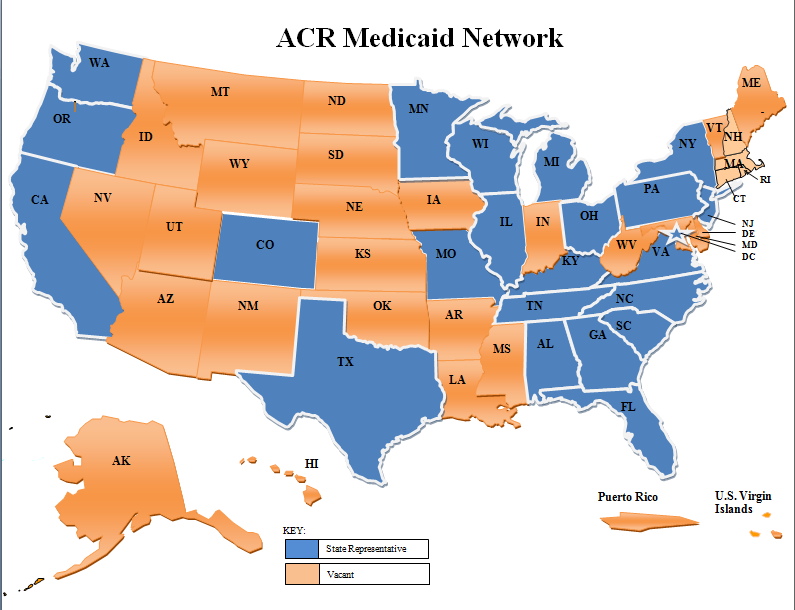 ACR Medicaid Network
WA
MT
ND
MN
ME
OR
ID
SD
WI
MI
NY
VT
NH
MA
RI
WY
CA
NV
NE
IA
PA
CT
UT
CO
KS
MO
IL
IN
OH
WV
VA
KY
NJ
DE
MD
DC
AZ
NM
OK
AR
TN
NC
SC
TX
LA
MS
AL
GA
FL
AK
HI
Puerto Rico
U.S. Virgin
Islands
KEY:
State Representative
Vacant